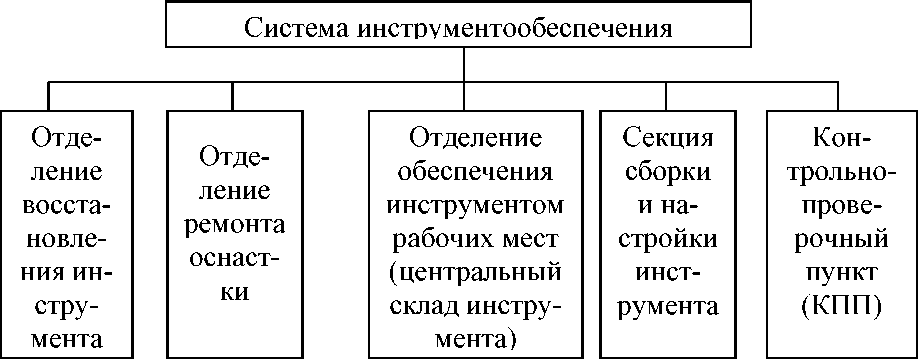 Система инструментообеспечения
Отде-
ление
восста-
новле-
ния ин-
стру-
мента
Отде-
ление
ремонта
оснаст-
ки
Отделение
обеспечения
инструментом
рабочих мест
(центральный
склад инстру-
мента)
Секция
сборки
и на-
стройки
инст-
румента
Кон-
трольно-
прове-
рочный
пункт
(КПП)